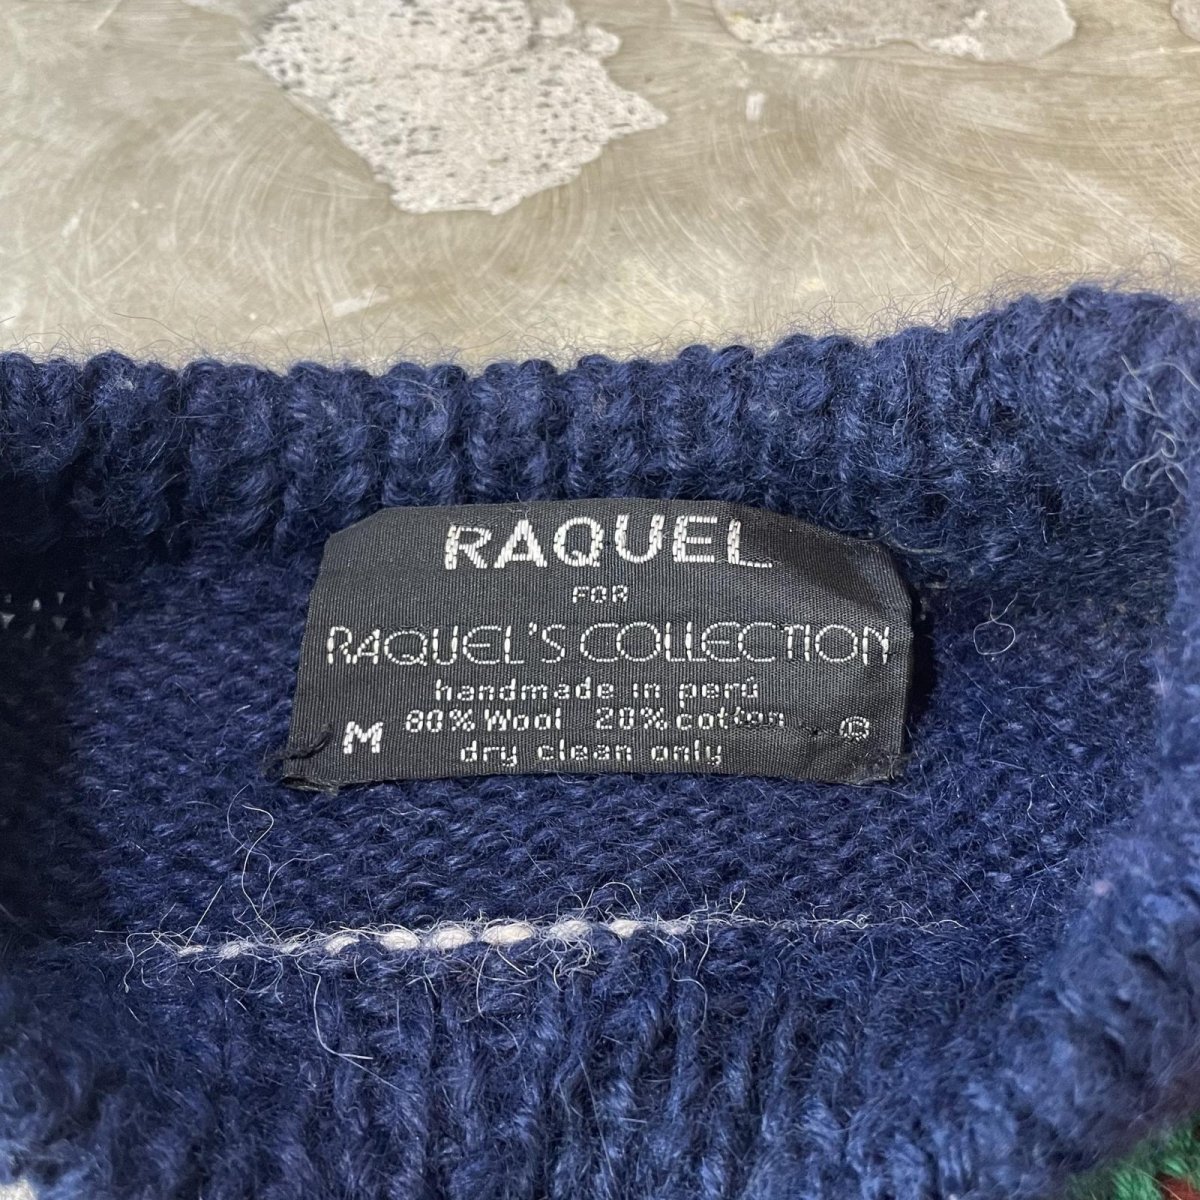 RAQUEL
FOR
RAQUEL'S COLLECTION
handmade in perú
M 80% Wool 20% cotton ©
dry clean only